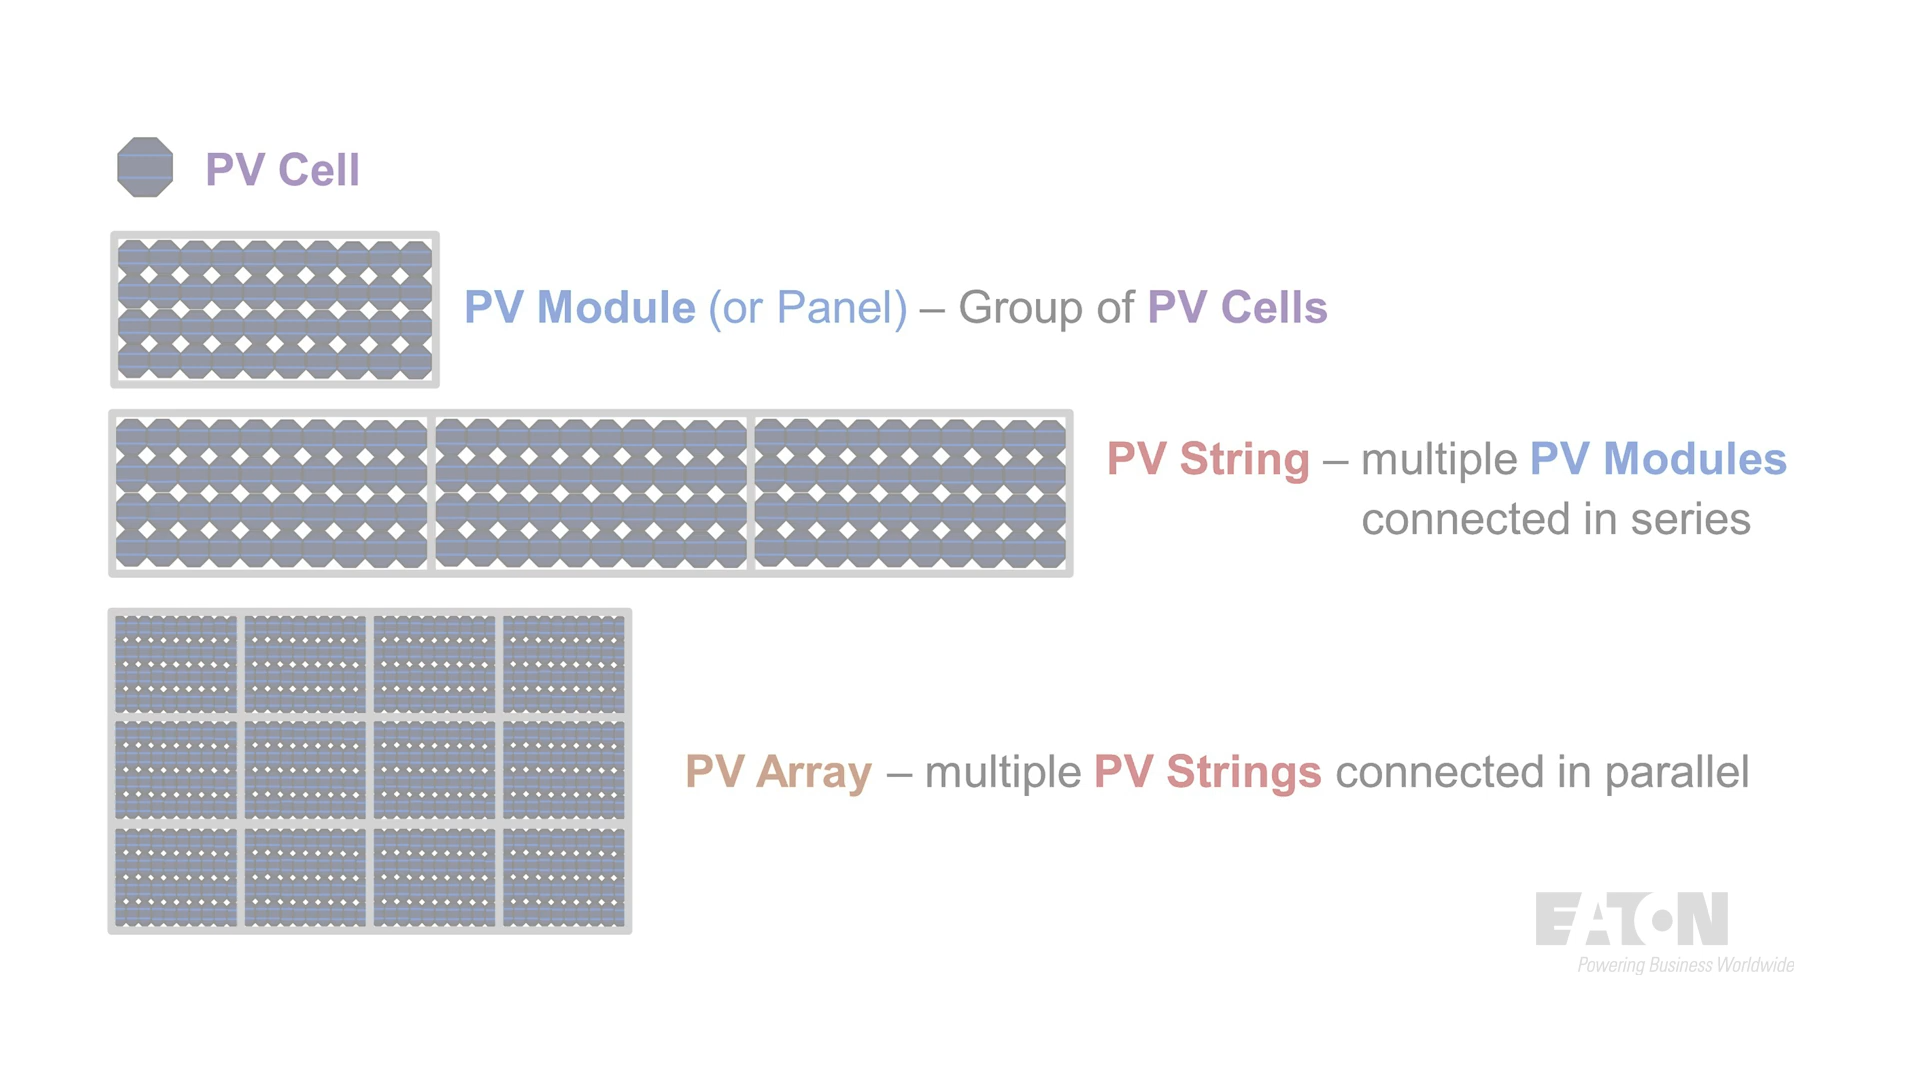 PV Cell
PV Module (or Panel) – Group of PV Cells
PV String – multiple PV Modules
connected in series
PV Array – multiple PV Strings connected in parallel
EATON
Powering Business Worldwide